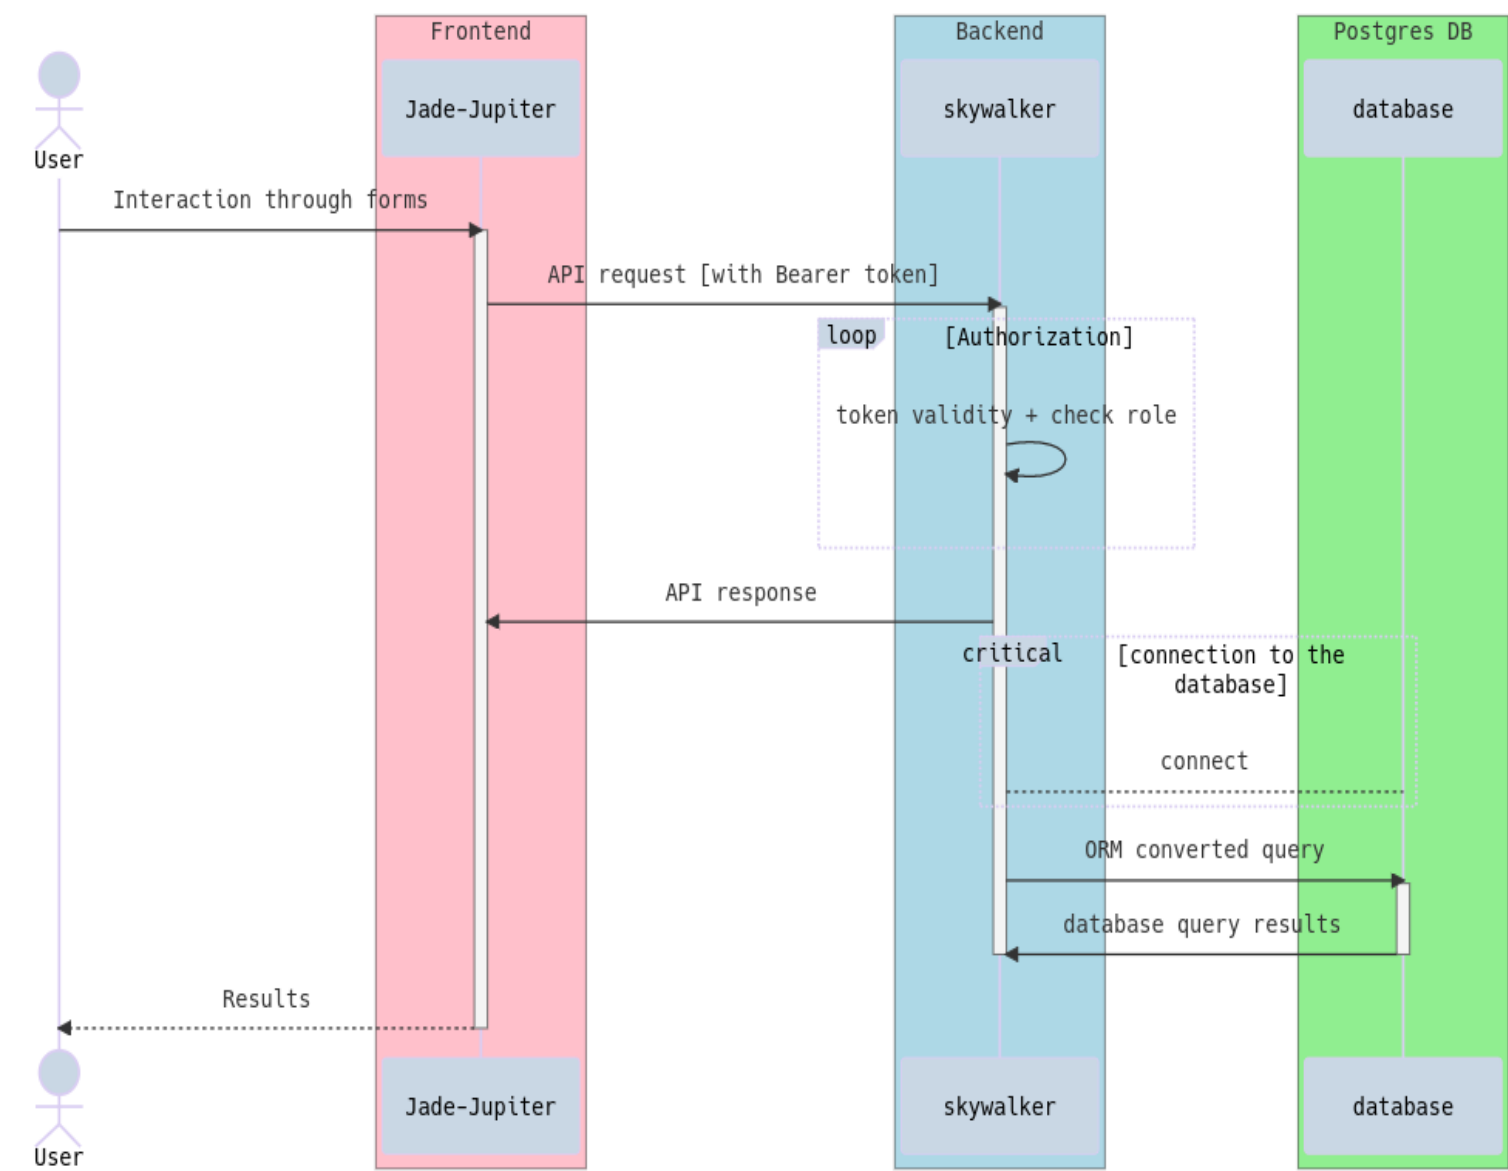 Frontend
Backend
Postgres DB
Jade-Jupiter
skywalker
database
User
Interaction through forms
API request [with Bearer token]
loop
[Authorization]
token validity + check role
API response
critical
[connection to the
database]
connect
ORM converted query
database query results
Results
Jade-Jupiter
skywalker
database
User